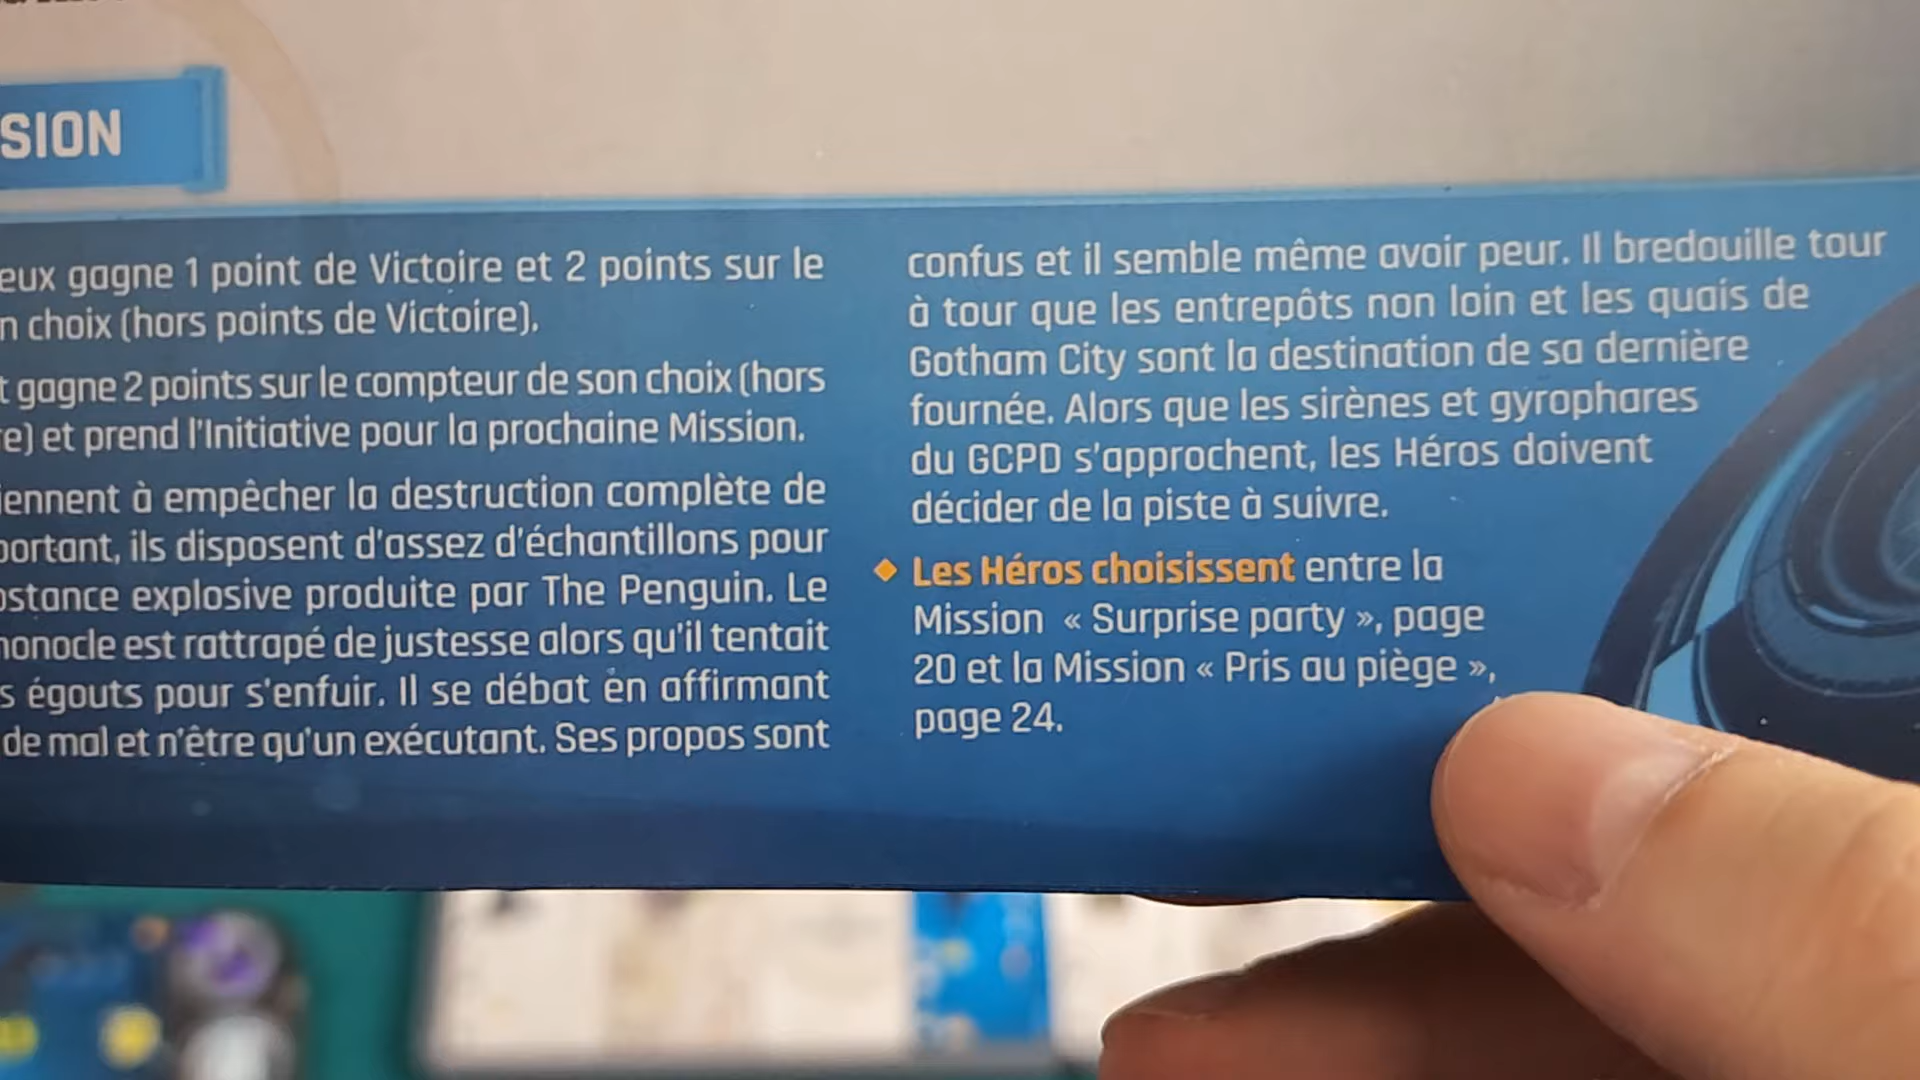 SION
eux gagne 1 point de Victoire et 2 points sur le
n choix (hors points de Victoire).
t gagne 2 points sur le compteur de son choix (hors
re) et prend l'Initiative pour la prochaine Mission.
iennent à empêcher la destruction complète de
portant, ils disposent d'assez d'échantillons pour
ostance explosive produite par The Penguin. Le
monocle est rattrapé de justesse alors qu'il tentait
s égouts pour s'enfuir. Il se débat en affirmant
de mal et n'être qu'un exécutant. Ses propos sont
confus et il semble même avoir peur. Il bredouille tour
à tour que les entrepôts non loin et les quais de
Gotham City sont la destination de sa dernière
fournée. Alors que les sirènes et gyrophares
du GCPD s'approchent, les Héros doivent
décider de la piste à suivre.
◆ Les Héros choisissent entre la
Mission « Surprise party », page
20 et la Mission « Pris au piège »,
page 24.